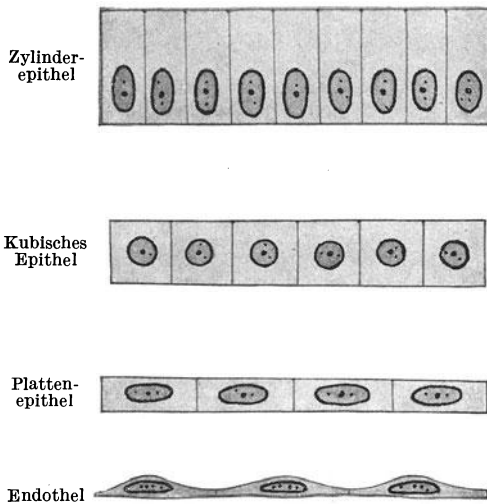 Zylinder-
epithel
Kubisches
Epithel
Platten-
epithel
Endothel